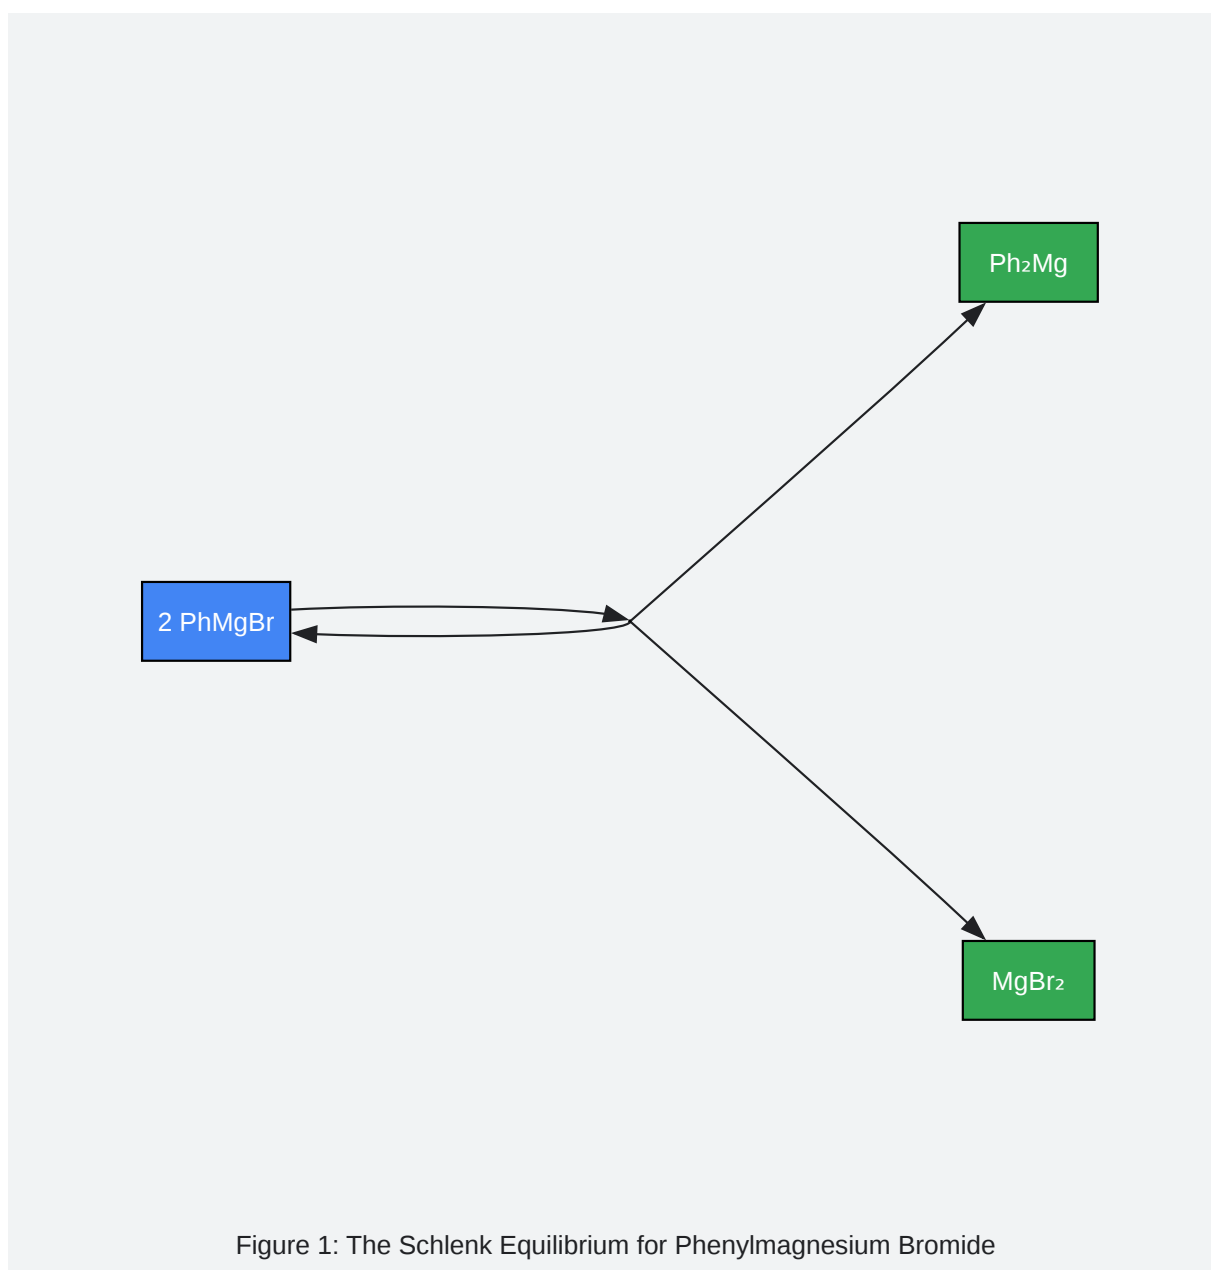 Ph₂Mg
2 PhMgBr
MgBr₂
Figure 1: The Schlenk Equilibrium for Phenylmagnesium Bromide